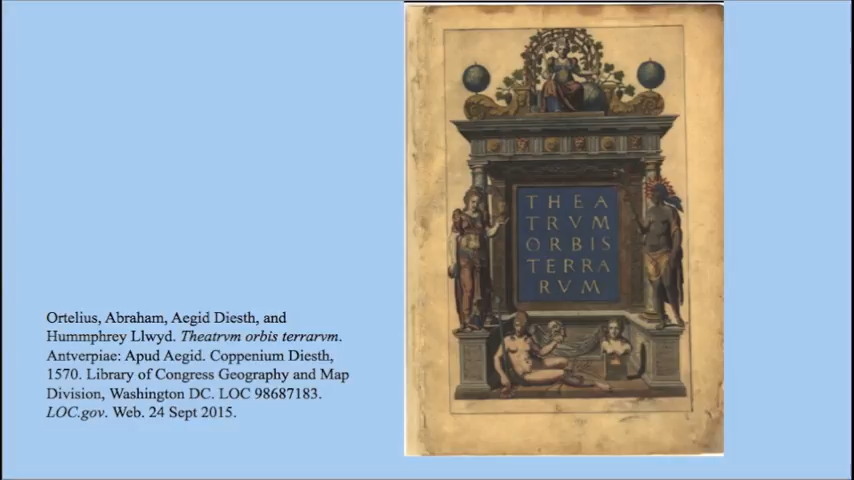 Ortelius, Abraham, Aegid Diesth, and
Hummphrey Llwyd. Theatrvm orbis terrarvm.
Antverpiae: Apud Aegid. Coppenium Diesth,
1570. Library of Congress Geography and Map
Division, Washington DC. LOC 98687183.
LOC.gov. Web. 24 Sept 2015.
THEA
TRVM
ORBIS
TERRA
RVM